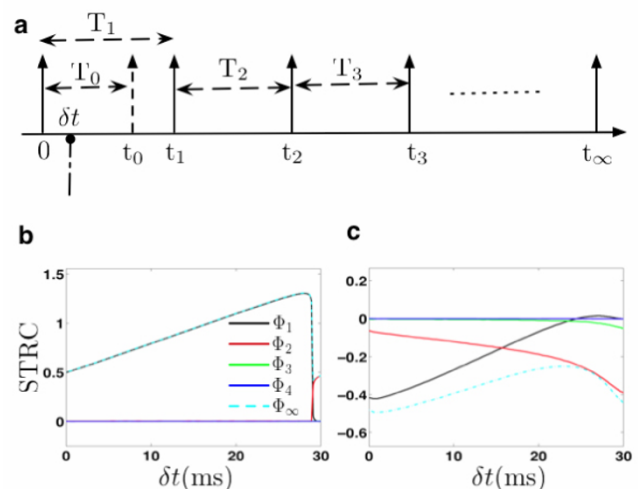 a
T₁
T₀ T₂ T₃
δt
0 t₀ t₁ t₂ t₃ t∞
b
c
STRC
1.5
1
0.5
0
0 10 20 30
δt(ms)
Φ₁
Φ₂
Φ₃
Φ₄
Φ∞
0.2
0
−0.2
−0.4
−0.6
0 10 20 30
δt(ms)